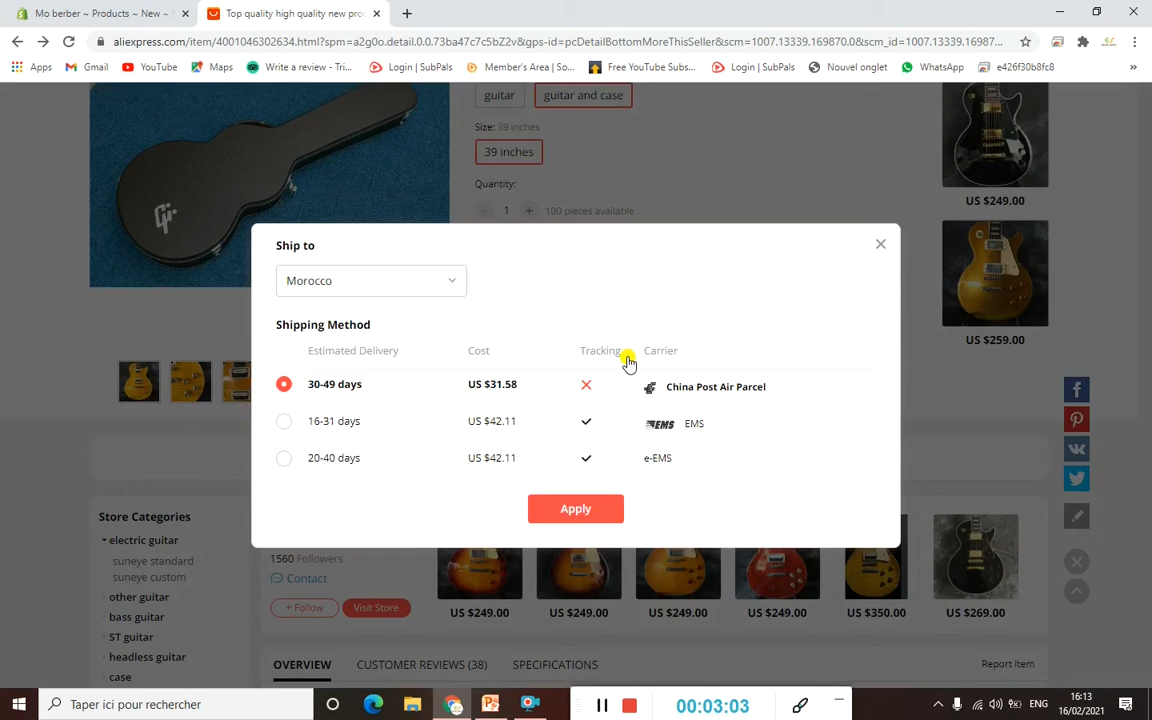 Mo berber ~ Products ~ New ~
Top quality high quality new pro
aliexpress.com/item/4001046302634.html?spm=a2g0o.detail.0.0.73ba47c7c5bZ2v&gps-id=pcDetailBottomMoreThisSeller&scm=1007.13339.169870.0&scm_id=1007.13339.16987...
Apps
Gmail
YouTube
Maps
Write a review - Tri...
Login | SubPals
Member's Area | So...
Free YouTube Subs...
Login | SubPals
Nouvel onglet
WhatsApp
e426f30b8fc8
»
guitar
guitar and case
Size: 39 inches
39 inches
Quantity:
1
100 pieces available
US $249.00
US $259.00
Ship to
Morocco
Shipping Method
Estimated Delivery Cost Tracking Carrier
30-49 days US $31.58 China Post Air Parcel
16-31 days US $42.11 EMS EMS
20-40 days US $42.11 e-EMS
Apply
Store Categories
electric guitar
suneye standard
suneye custom
other guitar
bass guitar
ST guitar
headless guitar
case
1560 Followers
Contact
+ Follow
Visit Store
US $249.00
US $249.00
US $249.00
US $249.00
US $350.00
US $269.00
OVERVIEW
CUSTOMER REVIEWS (38)
SPECIFICATIONS
Report Item
Taper ici pour rechercher
00:03:03
ENG
16:13
16/02/2021